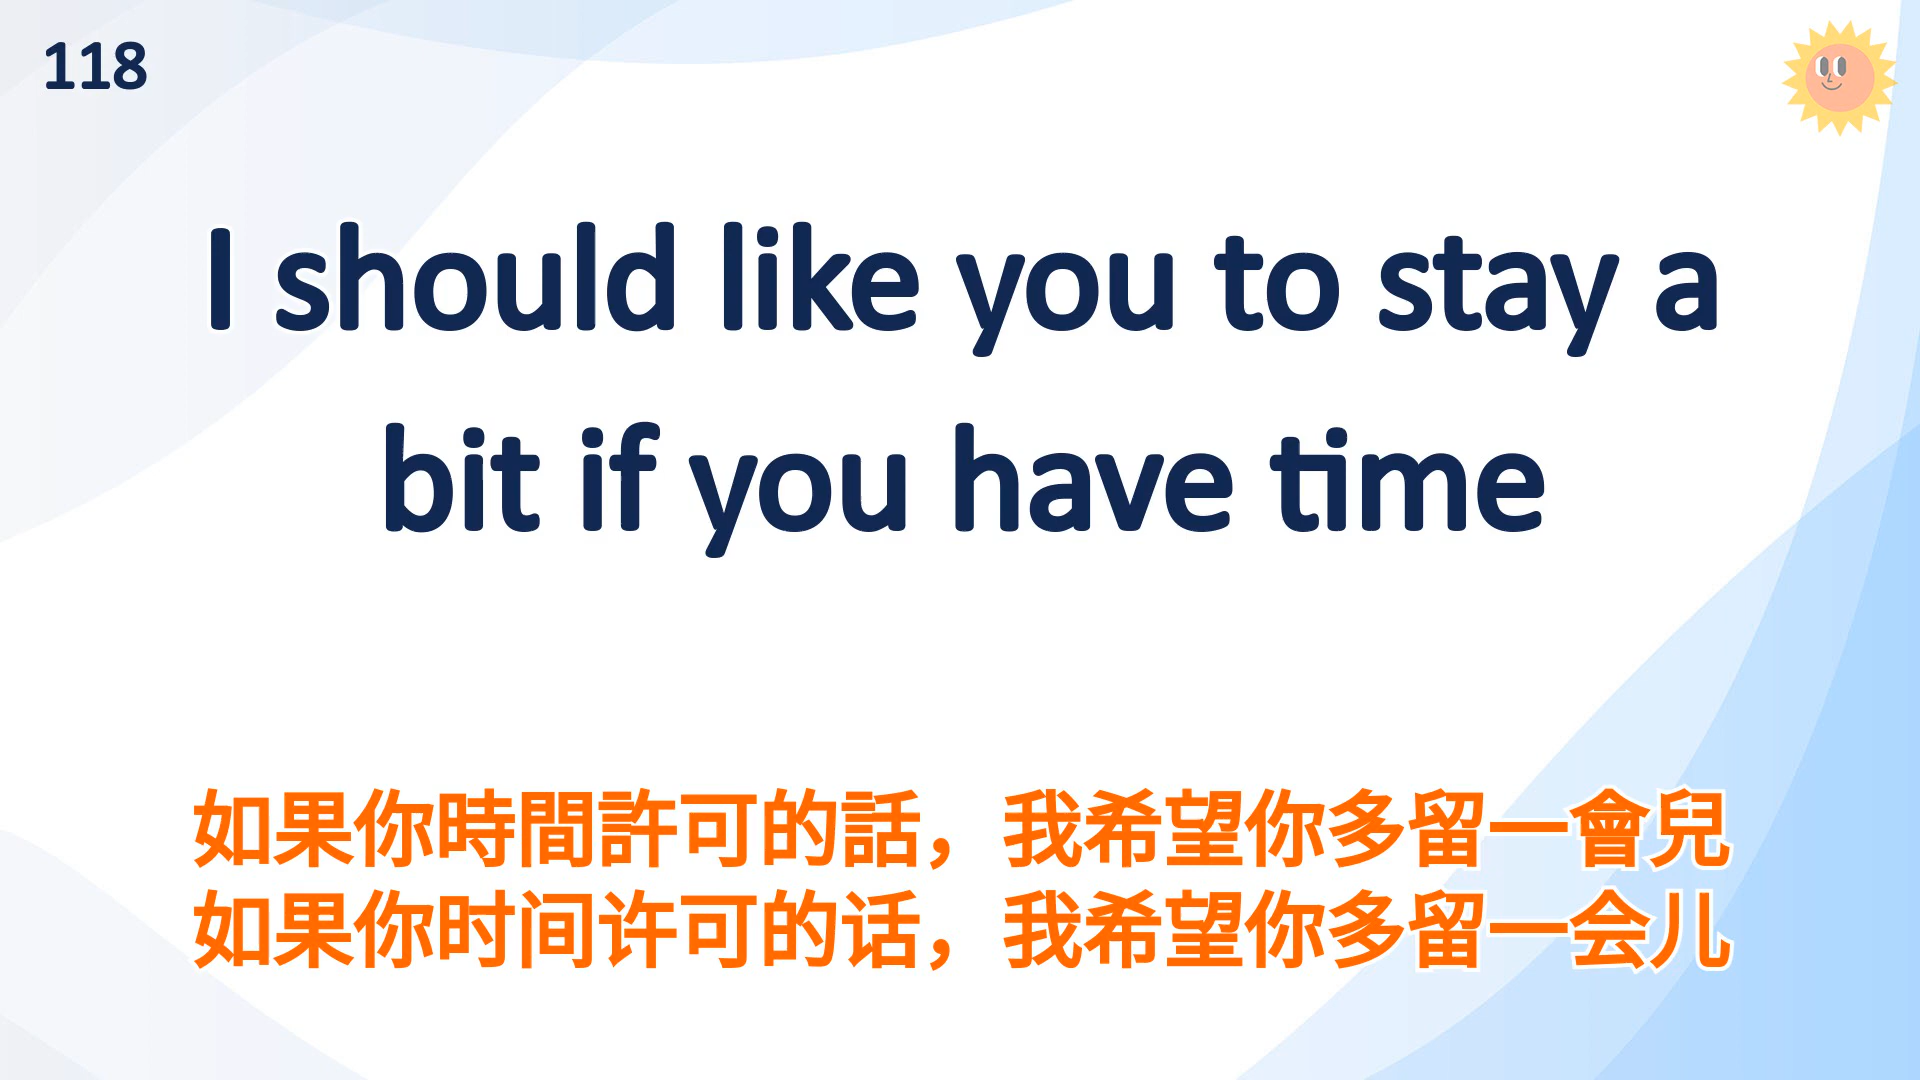 118
I should like you to stay a
bit if you have time
如果你時間許可的話，我希望你多留一會兒
如果你时间许可的话，我希望你多留一会儿